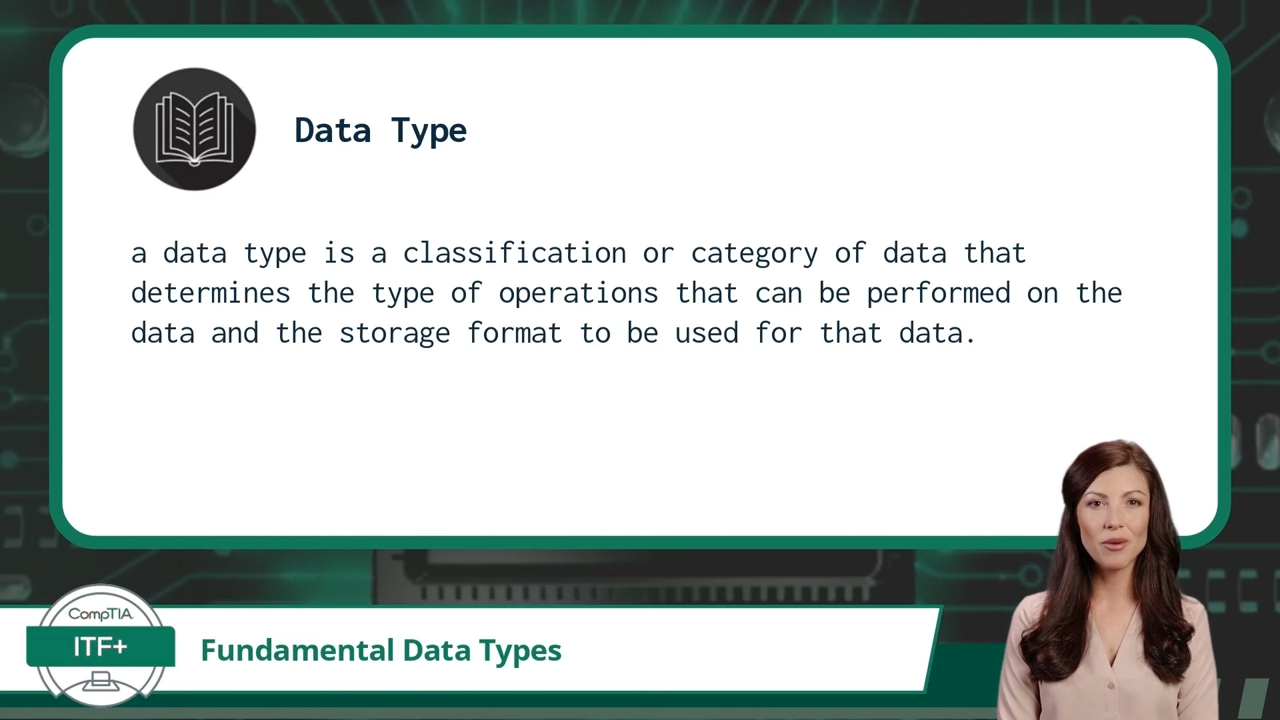 Data Type
a data type is a classification or category of data that
determines the type of operations that can be performed on the
data and the storage format to be used for that data.
CompTIA
ITF+
Fundamental Data Types